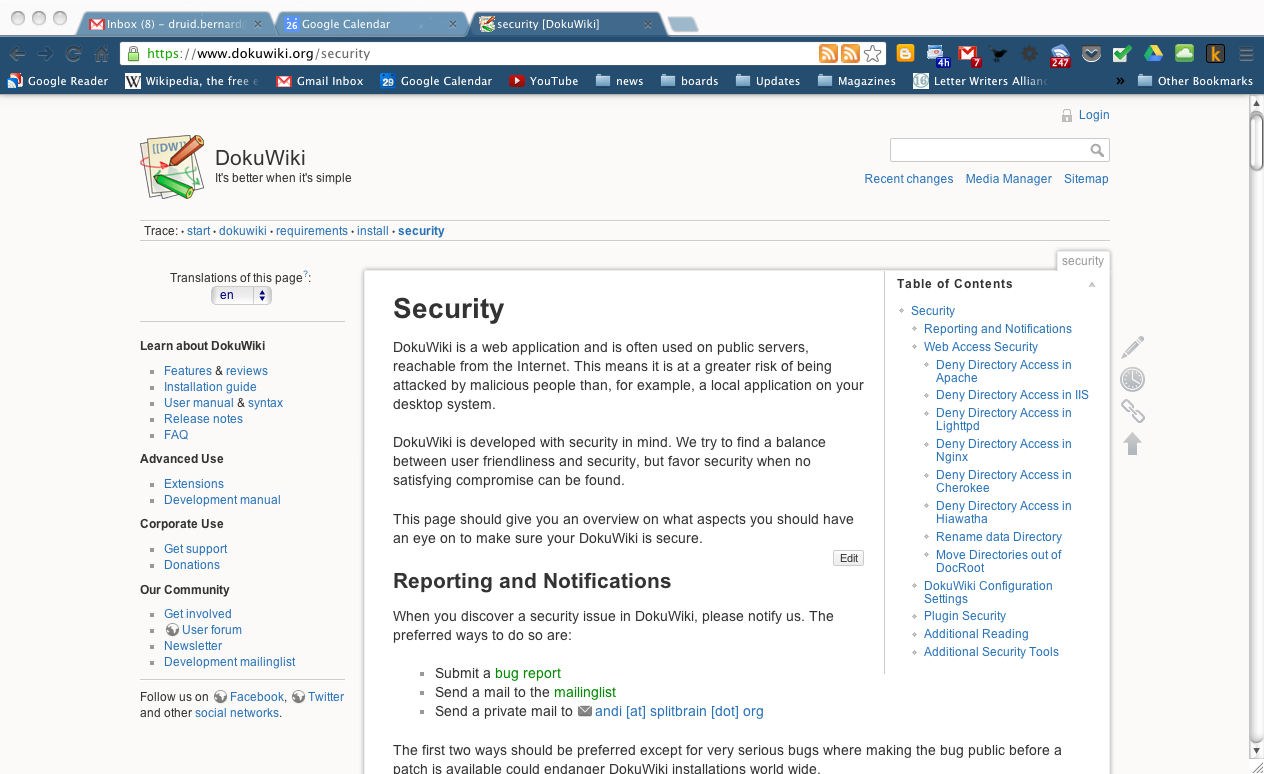 Inbox (8) – druid.bernard
Google Calendar
security [DokuWiki]
https://www.dokuwiki.org/security
4h
7
247
Google Reader
Wikipedia, the free e
Gmail Inbox
Google Calendar
YouTube
news
boards
Updates
Magazines
Letter Writers Allianc
»
Other Bookmarks
Login
[[DW]]
DokuWiki
It's better when it's simple
Recent changes Media Manager Sitemap
Trace: • start • dokuwiki • requirements • install • security
Translations of this page?:
en
Learn about DokuWiki
Features & reviews
Installation guide
User manual & syntax
Release notes
FAQ
Advanced Use
Extensions
Development manual
Corporate Use
Get support
Donations
Our Community
Get involved
User forum
Newsletter
Development mailinglist
Follow us on Facebook, Twitter
and other social networks.
security
Security
DokuWiki is a web application and is often used on public servers,
reachable from the Internet. This means it is at a greater risk of being
attacked by malicious people than, for example, a local application on your
desktop system.
DokuWiki is developed with security in mind. We try to find a balance
between user friendliness and security, but favor security when no
satisfying compromise can be found.
This page should give you an overview on what aspects you should have
an eye on to make sure your DokuWiki is secure.
Edit
Reporting and Notifications
When you discover a security issue in DokuWiki, please notify us. The
preferred ways to do so are:
Submit a bug report
Send a mail to the mailinglist
Send a private mail to andi [at] splitbrain [dot] org
The first two ways should be preferred except for very serious bugs where making the bug public before a
patch is available could endanger DokuWiki installations world wide.
Table of Contents
Security
Reporting and Notifications
Web Access Security
Deny Directory Access in
Apache
Deny Directory Access in IIS
Deny Directory Access in
Lighttpd
Deny Directory Access in
Nginx
Deny Directory Access in
Cherokee
Deny Directory Access in
Hiawatha
Rename data Directory
Move Directories out of
DocRoot
DokuWiki Configuration
Settings
Plugin Security
Additional Reading
Additional Security Tools